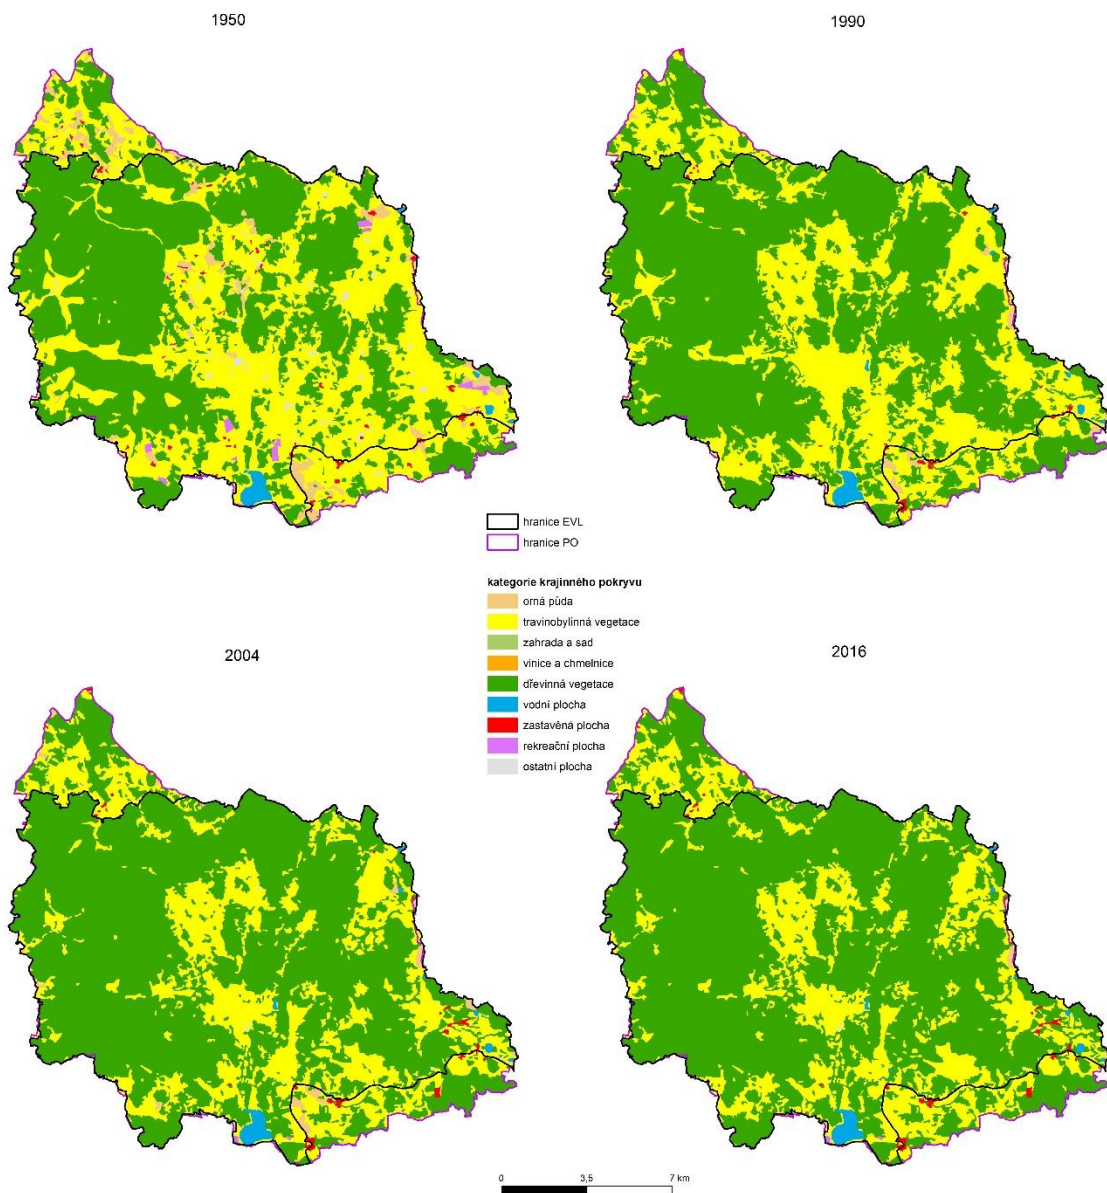 1950
1990
hranice EVL
hranice PO
kategorie krajinného pokryvu
orná půda
travinobylinná vegetace
zahrada a sad
vinice a chmelnice
dřevinná vegetace
vodní plocha
zastavěná plocha
rekreační plocha
ostatní plocha
2004
2016
0 3,5 7 km